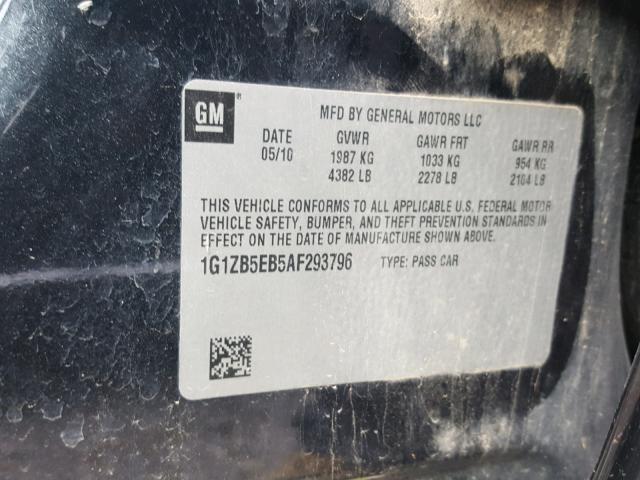 GM®
MFD BY GENERAL MOTORS LLC
DATE GVWR GAWR FRT GAWR RR
05/10 1987 KG 1033 KG 954 KG
4382 LB 2278 LB 2104 LB
THIS VEHICLE CONFORMS TO ALL APPLICABLE U.S. FEDERAL MOTOR
VEHICLE SAFETY, BUMPER, AND THEFT PREVENTION STANDARDS IN
EFFECT ON THE DATE OF MANUFACTURE SHOWN ABOVE.
1G1ZB5EB5AF293796 TYPE: PASS CAR